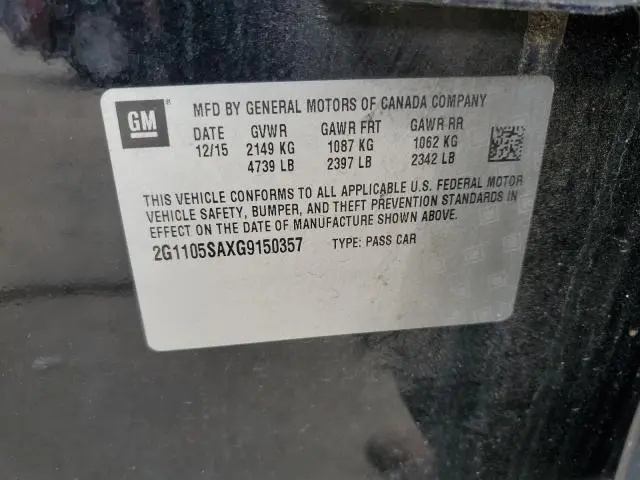 GM
MFD BY GENERAL MOTORS OF CANADA COMPANY
DATE GVWR GAWR FRT GAWR RR
12/15 2149 KG 1087 KG 1062 KG
4739 LB 2397 LB 2342 LB
THIS VEHICLE CONFORMS TO ALL APPLICABLE U.S. FEDERAL MOTOR
VEHICLE SAFETY, BUMPER, AND THEFT PREVENTION STANDARDS IN
EFFECT ON THE DATE OF MANUFACTURE SHOWN ABOVE.
2G1105SAXG9150357 TYPE: PASS CAR